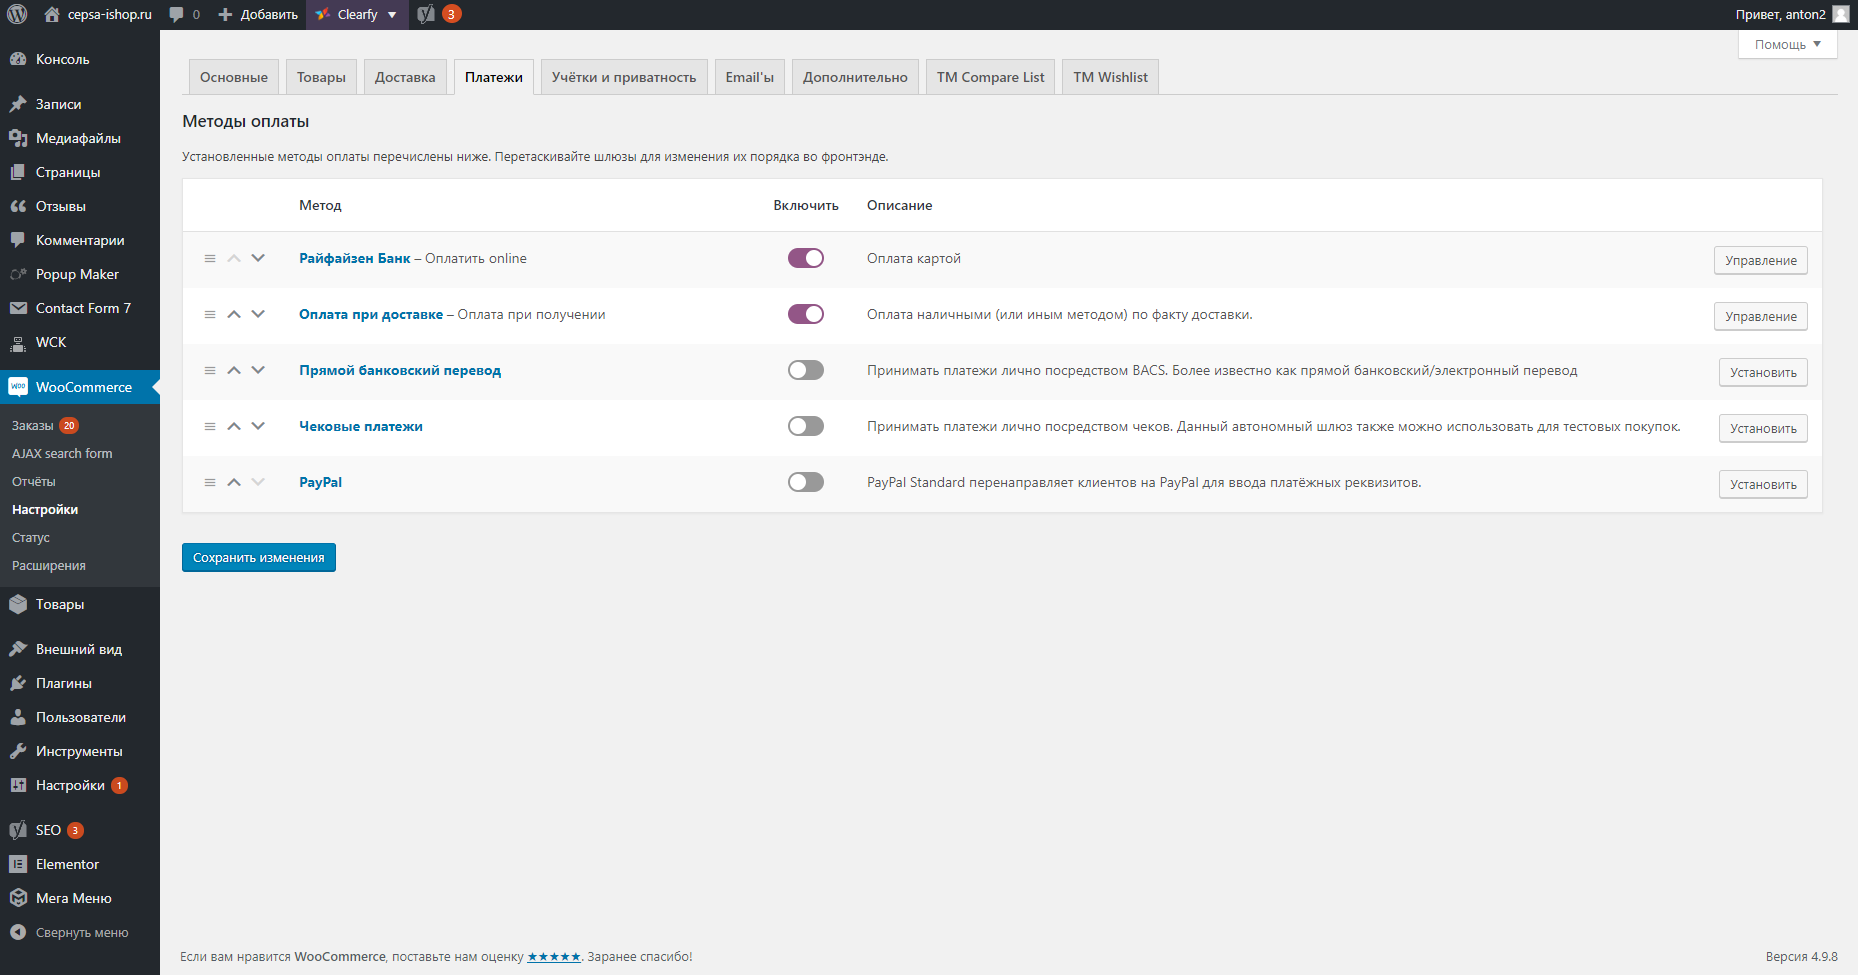 cepsa-ishop.ru 0 Добавить Clearfy 3 Привет, anton2
Помощь
Консоль
Записи
Медиафайлы
Страницы
Отзывы
Комментарии
Popup Maker
Contact Form 7
WCK
WooCommerce
Заказы 20
AJAX search form
Отчёты
Настройки
Статус
Расширения
Товары
Внешний вид
Плагины
Пользователи
Инструменты
Настройки 1
SEO 3
Elementor
Мега Меню
Свернуть меню
Основные Товары Доставка Платежи Учётки и приватность Email'ы Дополнительно TM Compare List TM Wishlist
Методы оплаты
Установленные методы оплаты перечислены ниже. Перетаскивайте шлюзы для изменения их порядка во фронтэнде.
Метод Включить Описание
Райфайзен Банк – Оплатить online Оплата картой Управление
Оплата при доставке – Оплата при получении Оплата наличными (или иным методом) по факту доставки. Управление
Прямой банковский перевод Принимать платежи лично посредством BACS. Более известно как прямой банковский/электронный перевод Установить
Чековые платежи Принимать платежи лично посредством чеков. Данный автономный шлюз также можно использовать для тестовых покупок. Установить
PayPal PayPal Standard перенаправляет клиентов на PayPal для ввода платёжных реквизитов. Установить
Сохранить изменения
Если вам нравится WooCommerce, поставьте нам оценку ★★★★★. Заранее спасибо! Версия 4.9.8